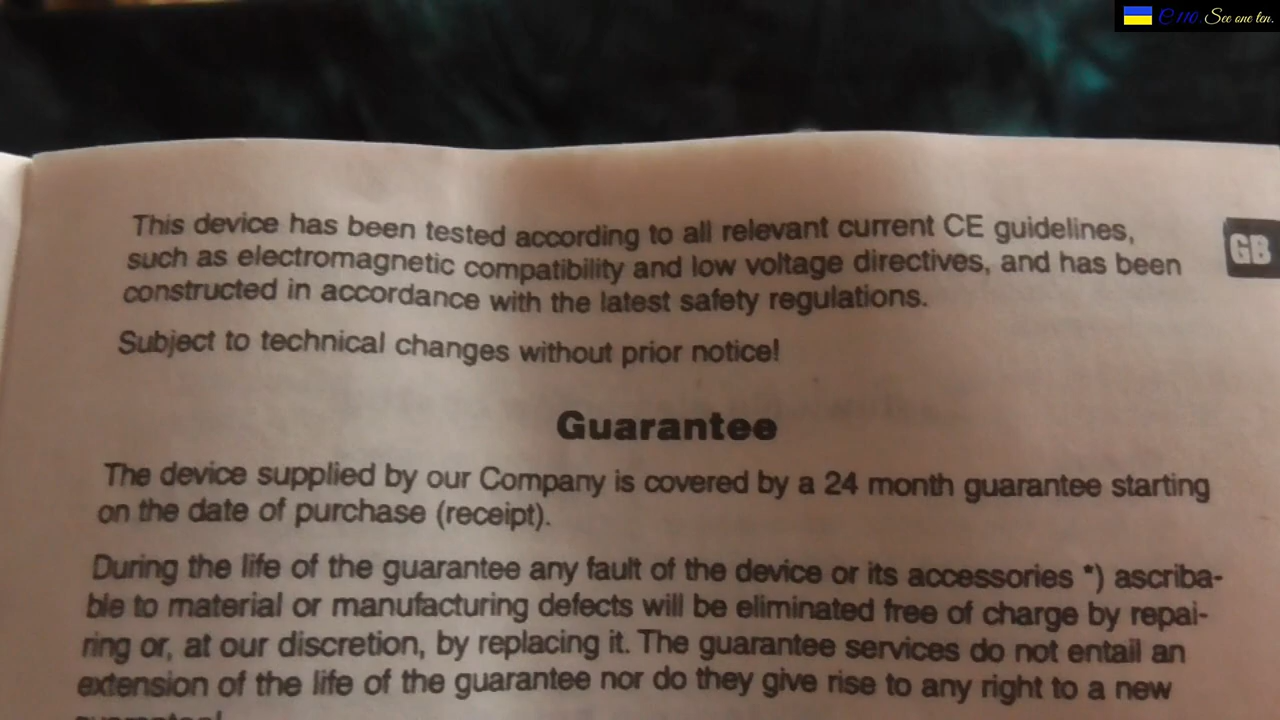 C 110. See one ten.
This device has been tested according to all relevant current CE guidelines,
such as electromagnetic compatibility and low voltage directives, and has been
constructed in accordance with the latest safety regulations.
GB
Subject to technical changes without prior notice!
Guarantee
The device supplied by our Company is covered by a 24 month guarantee starting
on the date of purchase (receipt).
During the life of the guarantee any fault of the device or its accessories *) ascriba-
ble to material or manufacturing defects will be eliminated free of charge by repai-
ring or, at our discretion, by replacing it. The guarantee services do not entail an
extension of the life of the guarantee nor do they give rise to any right to a new